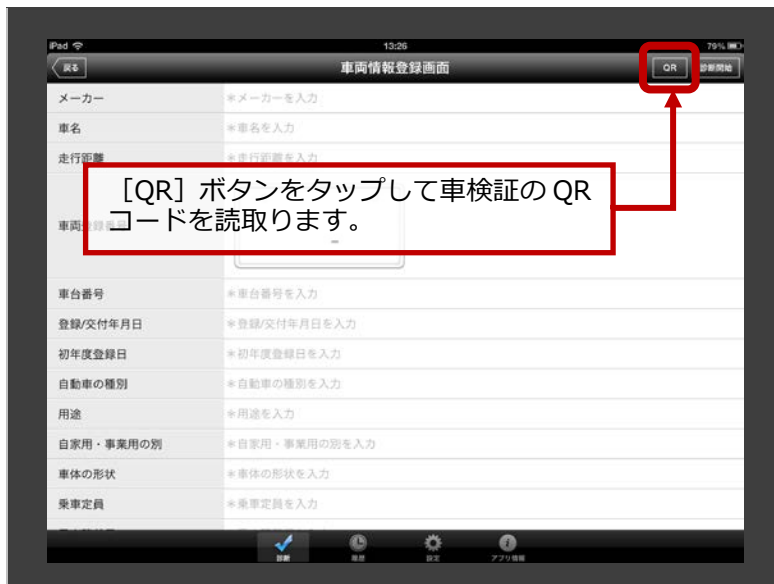 iPad 13:26 79%
戻る 車両情報登録画面 QR 診断開始
メーカー *メーカーを入力
車名 *車名を入力
走行距離 *走行距離を入力
［QR］ボタンをタップして車検証の QR
コードを読取ります。
車両登録番号
-
車台番号 *車台番号を入力
登録/交付年月日 *登録/交付年月日を入力
初年度登録日 *初年度登録日を入力
自動車の種別 *自動車の種別を入力
用途 *用途を入力
自家用・事業用の別 *自家用・事業用の別を入力
車体の形状 *車体の形状を入力
乗車定員 *乗車定員を入力
診断 履歴 設定 アプリ情報